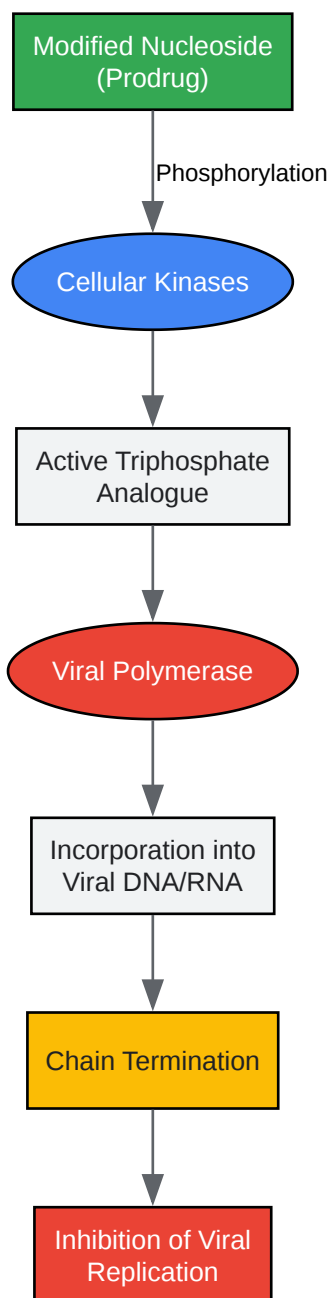 Modified Nucleoside
(Prodrug)
Phosphorylation
Cellular Kinases
Active Triphosphate
Analogue
Viral Polymerase
Incorporation into
Viral DNA/RNA
Chain Termination
Inhibition of Viral
Replication